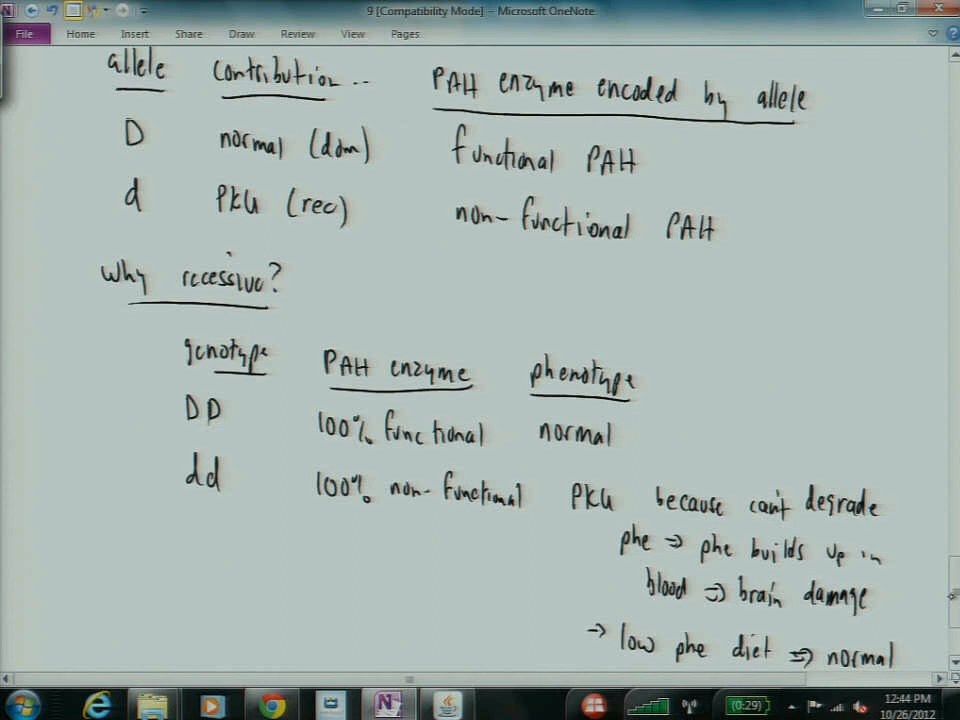 9 [Compatibility Mode] – Microsoft OneNote
File Home Insert Share Draw Review View Pages
allele contribution.. PAH enzyme encoded by allele
D normal (dom) functional PAH
d PKU (rec) non-functional PAH
why recessive?
genotype PAH enzyme phenotype
DD 100% functional normal
dd 100% non-functional PKU because can't degrade
phe ⇒ phe builds up in
blood ⇒ brain damage
→ low phe diet ⇒ normal
(0:29) 12:44 PM
10/26/2012